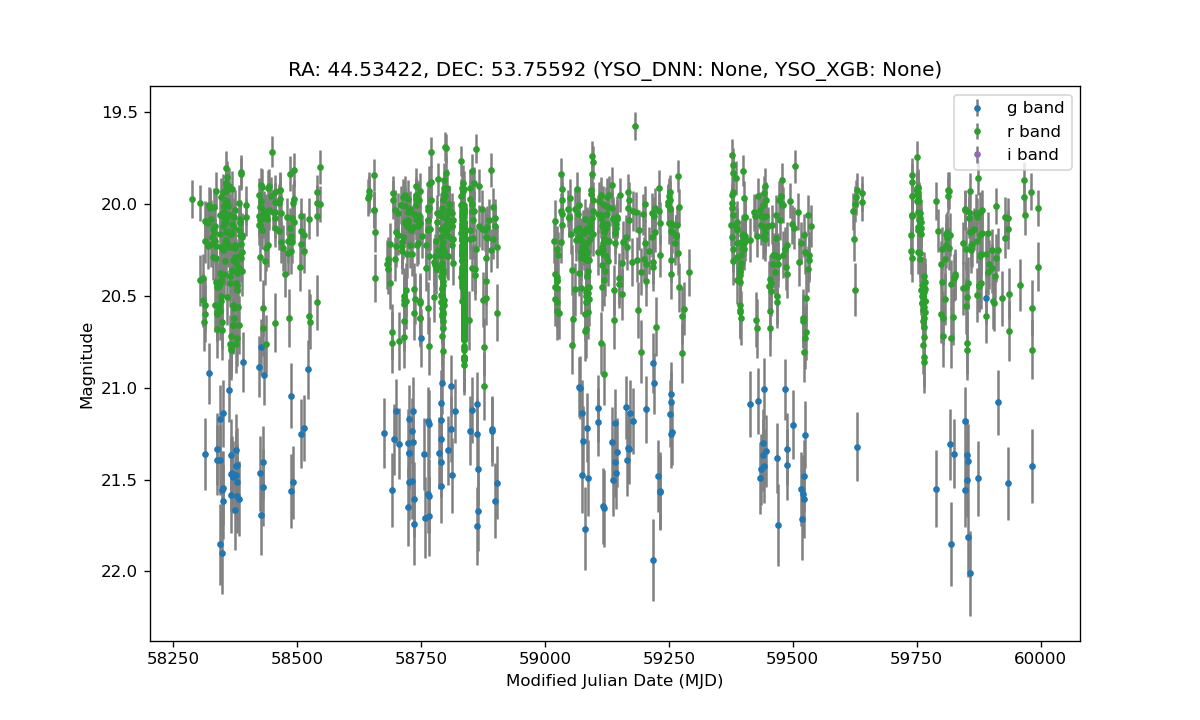 RA: 44.53422, DEC: 53.75592 (YSO_DNN: None, YSO_XGB: None)
g band
r band
i band
19.5
20.0
20.5
21.0
21.5
22.0
Magnitude
58250 58500 58750 59000 59250 59500 59750 60000
Modified Julian Date (MJD)